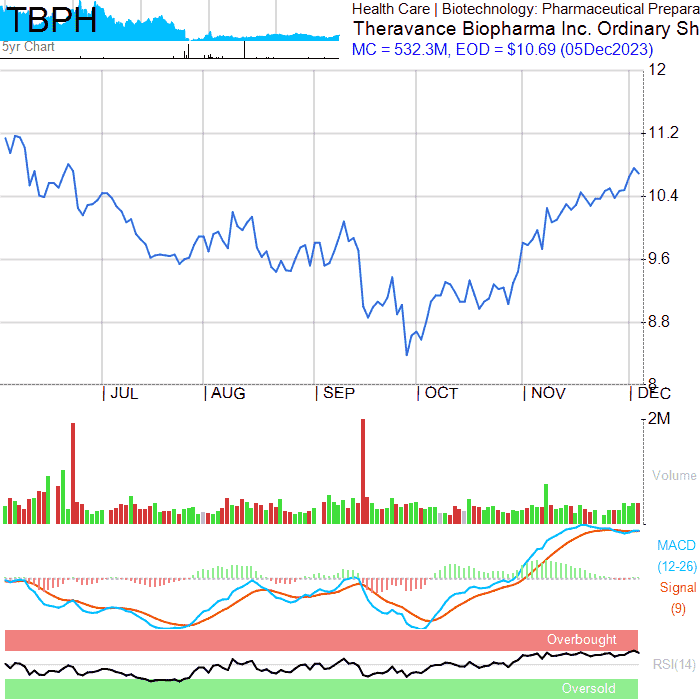 TBPH
5yr Chart
Health Care | Biotechnology: Pharmaceutical Prepara
Theravance Biopharma Inc. Ordinary Sh
MC = 532.3M, EOD = $10.69 (05Dec2023)
12
11.2
10.4
9.6
8.8
8
| JUL | AUG | SEP | OCT | NOV | DEC
2M
Volume
MACD
(12-26)
Signal
(9)
Overbought
RSI(14)
Oversold